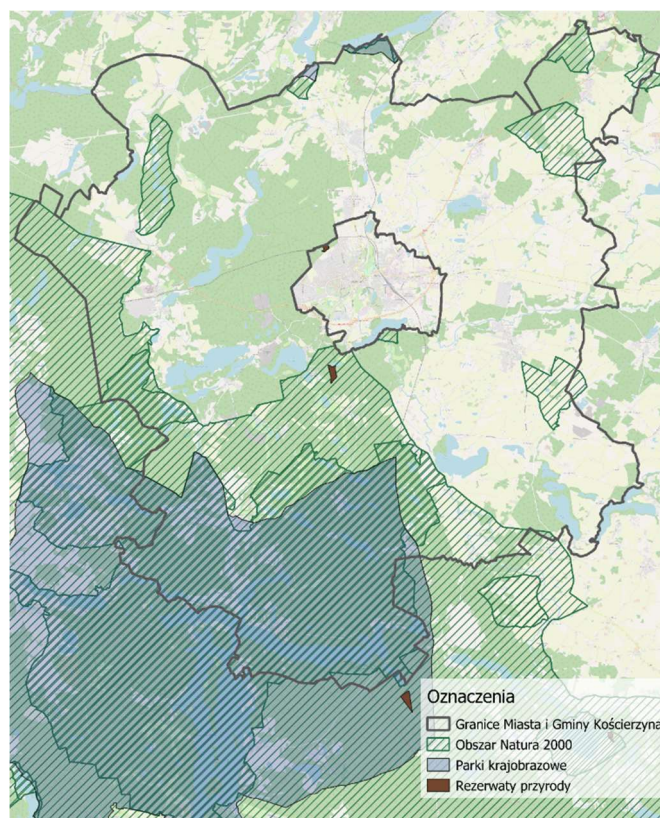 Oznaczenia
Granice Miasta i Gminy Kościerzyna
Obszar Natura 2000
Parki krajobrazowe
Rezerwaty przyrody